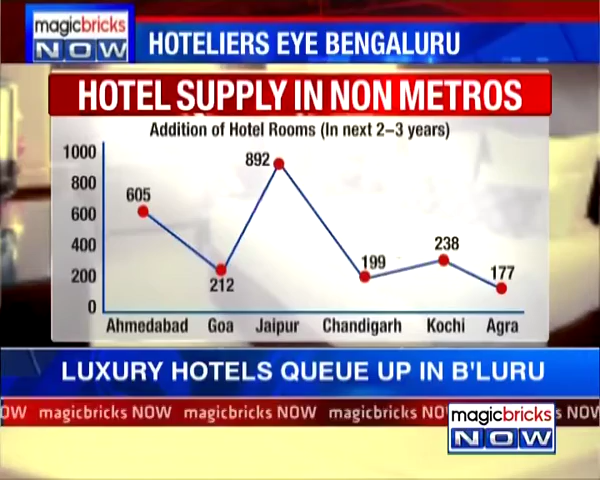 magicbricks
NOW
HOTELIERS EYE BENGALURU
HOTEL SUPPLY IN NON METROS
Addition of Hotel Rooms (In next 2–3 years)
1000
800
600
400
200
0
605
212
892
199
238
177
Ahmedabad Goa Jaipur Chandigarh Kochi Agra
LUXURY HOTELS QUEUE UP IN B'LURU
OW magicbricks NOW magicbricks NOW magicbricks NO s NOW
magicbricks
NOW